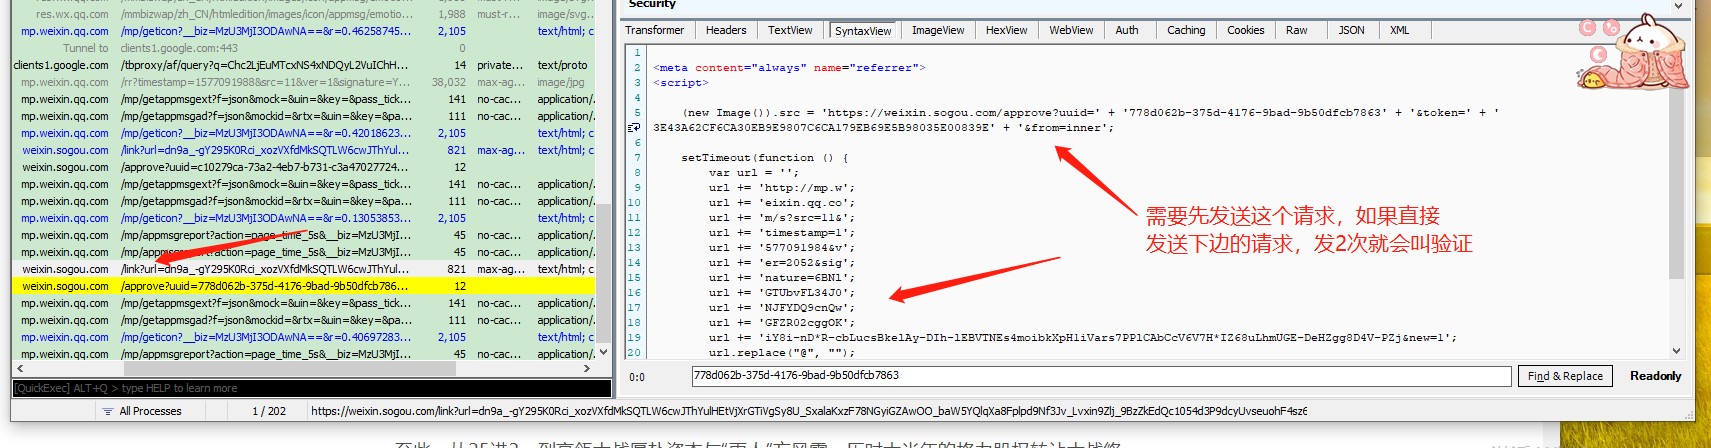 Security
res.wx.qq.com /mmbizwap/zh_CN/htmledition/images/icon/appmsg/emotio... 1,988 must-r... image/svg...
mp.weixin.qq.com /mp/geticon?__biz=MzU3MjI3ODAwNA==&r=0.46258745... 2,105 text/html; c
Tunnel to clients1.google.com:443 0
clients1.google.com /tbproxy/af/query?q=Chc2LjEuMTcxNS4xNDQyL2VuIChH... 14 private... text/proto
mp.weixin.qq.com /rr?timestamp=1577091988&src=11&ver=1&signature=Y... 38,032 max-ag... image/jpg
mp.weixin.qq.com /mp/getappmsgext?f=json&mock=&uin=&key=&pass_tick... 141 no-cac... application/
mp.weixin.qq.com /mp/getappmsgad?f=json&mockid=&rtx=&uin=&key=&pa... 111 no-cac... application/
mp.weixin.qq.com /mp/geticon?__biz=MzU3MjI3ODAwNA==&r=0.42018623... 2,105 text/html; c
weixin.sogou.com /link?url=dn9a_-gY295K0Rci_xozVXfdMkSQTLW6cwJThYul... 821 max-ag... text/html; c
weixin.sogou.com /approve?uuid=c10279ca-73a2-4eb7-b731-c3a47027724... 12
mp.weixin.qq.com /mp/getappmsgext?f=json&mock=&uin=&key=&pass_tick... 141 no-cac... application/.
mp.weixin.qq.com /mp/getappmsgad?f=json&mockid=&rtx=&uin=&key=&pa... 111 no-cac... application/.
mp.weixin.qq.com /mp/geticon?__biz=MzU3MjI3ODAwNA==&r=0.13053853... 2,105 text/html; c
mp.weixin.qq.com /mp/appmsgreport?action=page_time_5s&__biz=MzU3MjI... 45 no-cac... application/.
mp.weixin.qq.com /mp/appmsgreport?action=page_time_5s&__biz=MzU3MjI... 45 no-cac... application/.
weixin.sogou.com /link?url=dn9a_-gY295K0Rci_xozVXfdMkSQTLW6cwJThYul... 821 max-ag... text/html; c
weixin.sogou.com /approve?uuid=778d062b-375d-4176-9bad-9b50dfcb786... 12
mp.weixin.qq.com /mp/getappmsgext?f=json&mock=&uin=&key=&pass_tick... 141 no-cac... application/.
mp.weixin.qq.com /mp/getappmsgad?f=json&mockid=&rtx=&uin=&key=&pa... 111 no-cac... application/.
mp.weixin.qq.com /mp/geticon?__biz=MzU3MjI3ODAwNA==&r=0.40697283... 2,105 text/html; c
mp.weixin.qq.com /mp/appmsgreport?action=page_time_5s&__biz=MzU3MjI... 45 no-cac... application/.
[QuickExec] ALT+Q > type HELP to learn more
All Processes 1 / 202 https://weixin.sogou.com/link?url=dn9a_-gY295K0Rci_xozVXfdMkSQTLW6cwJThYulHEtVjXrGTiVgSy8U_SxalaKxzF78NGyiGZAwOO_baW5YQlqXa8Fplpd9Nf3Jv_Lvxin9Zlj_9BzZkEdQc1054d3P9dcyUvseuohF4sz6
Transformer Headers TextView SyntaxView ImageView HexView WebView Auth Caching Cookies Raw JSON XML
1
2 <meta content="always" name="referrer">
3 <script>
4
5 (new Image()).src = 'https://weixin.sogou.com/approve?uuid=' + '778d062b-375d-4176-9bad-9b50dfcb7863' + '&token=' + '
3E43A62CF6CA30EB9E9807C6CA179EB69E5B98035E00839E' + '&from=inner';
6
7 setTimeout(function () {
8 var url = '';
9 url += 'http://mp.w';
10 url += 'eixin.qq.co';
11 url += 'm/s?src=11&';
12 url += 'timestamp=1';
13 url += '577091984&v';
14 url += 'er=2052&sig';
15 url += 'nature=6BNl';
16 url += 'GTUbvFL34J0';
17 url += 'NJFYDQ9cnQw';
18 url += 'GFZR02cggOK';
19 url += 'iY8i-nD*R-cbLucsBkelAy-DIh-lEBVTNEs4moibkXpHliVars7PPlCAbCcV6V7H*IZ68uLhmUGE-DeHZgg8D4V-PZj&new=1';
20 url.replace("@", "");
需要先发送这个请求，如果直接
发送下边的请求，发2次就会叫验证
0:0 778d062b-375d-4176-9bad-9b50dfcb7863 Find & Replace Readonly